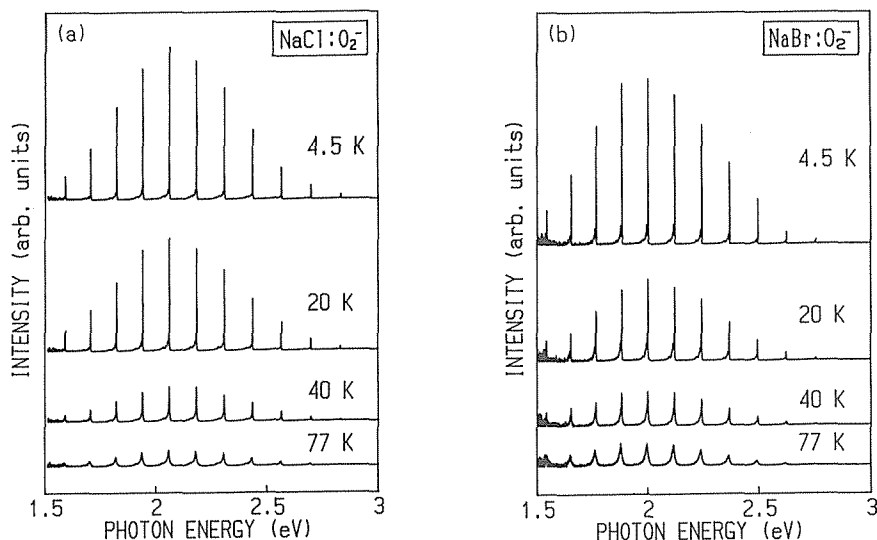 (a)
NaCl:O₂⁻
4.5 K
20 K
40 K
77 K
INTENSITY (arb. units)
1.5 2 2.5 3
PHOTON ENERGY (eV)
(b)
NaBr:O₂⁻
4.5 K
20 K
40 K
77 K
INTENSITY (arb. units)
1.5 2 2.5 3
PHOTON ENERGY (eV)